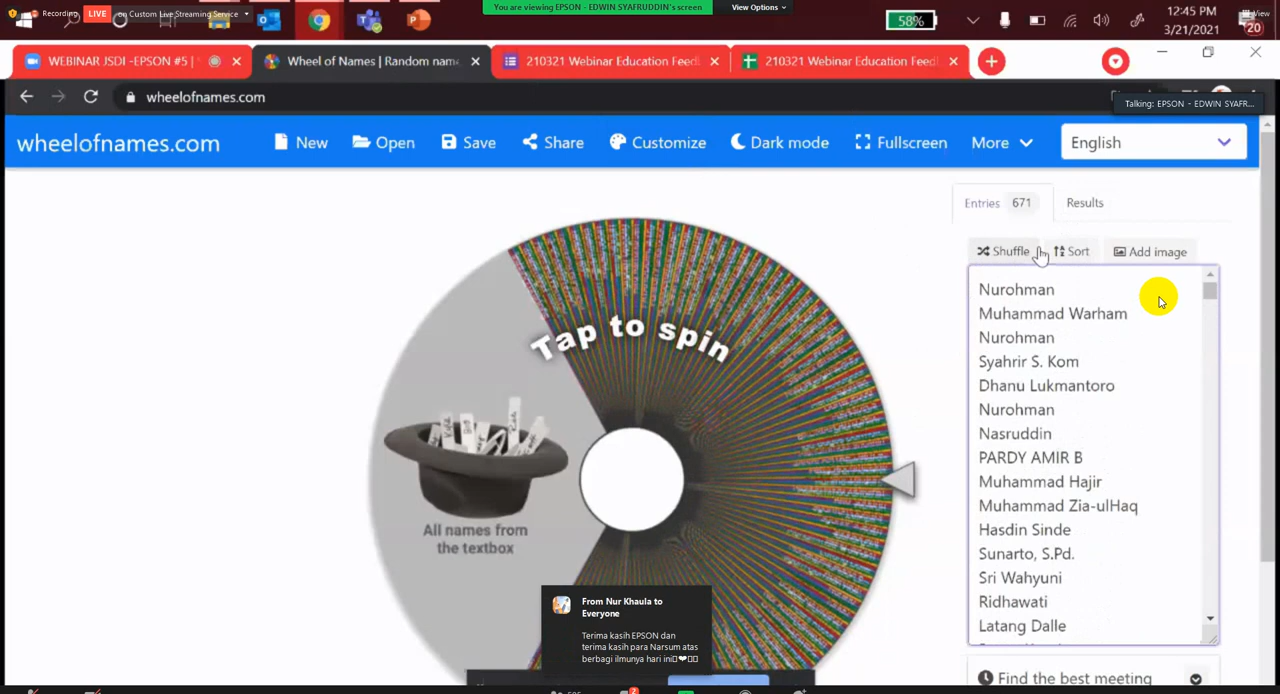 You are viewing EPSON - EDWIN SYAFRUDDIN's screen
View Options
Recording
LIVE
on Custom Live Streaming Service
58%
12:45 PM
3/21/2021
View
20
WEBINAR JSDI -EPSON #5 |
Wheel of Names | Random nam
210321 Webinar Education Feed
210321 Webinar Education Feed
wheelofnames.com
Talking: EPSON - EDWIN SYAFR...
wheelofnames.com
New
Open
Save
Share
Customize
Dark mode
Fullscreen
More
English
Entries 671
Results
Shuffle
Sort
Add image
Nurohman
Muhammad Warham
Nurohman
Syahrir S. Kom
Dhanu Lukmantoro
Nurohman
Nasruddin
PARDY AMIR B
Muhammad Hajir
Muhammad Zia-ulHaq
Hasdin Sinde
Sunarto, S.Pd.
Sri Wahyuni
Ridhawati
Latang Dalle
Tap to spin
All names from
the textbox
From Nur Khaula to
Everyone
Terima kasih EPSON dan
terima kasih para Narsum atas
berbagi ilmunya hari ini
Find the best meeting